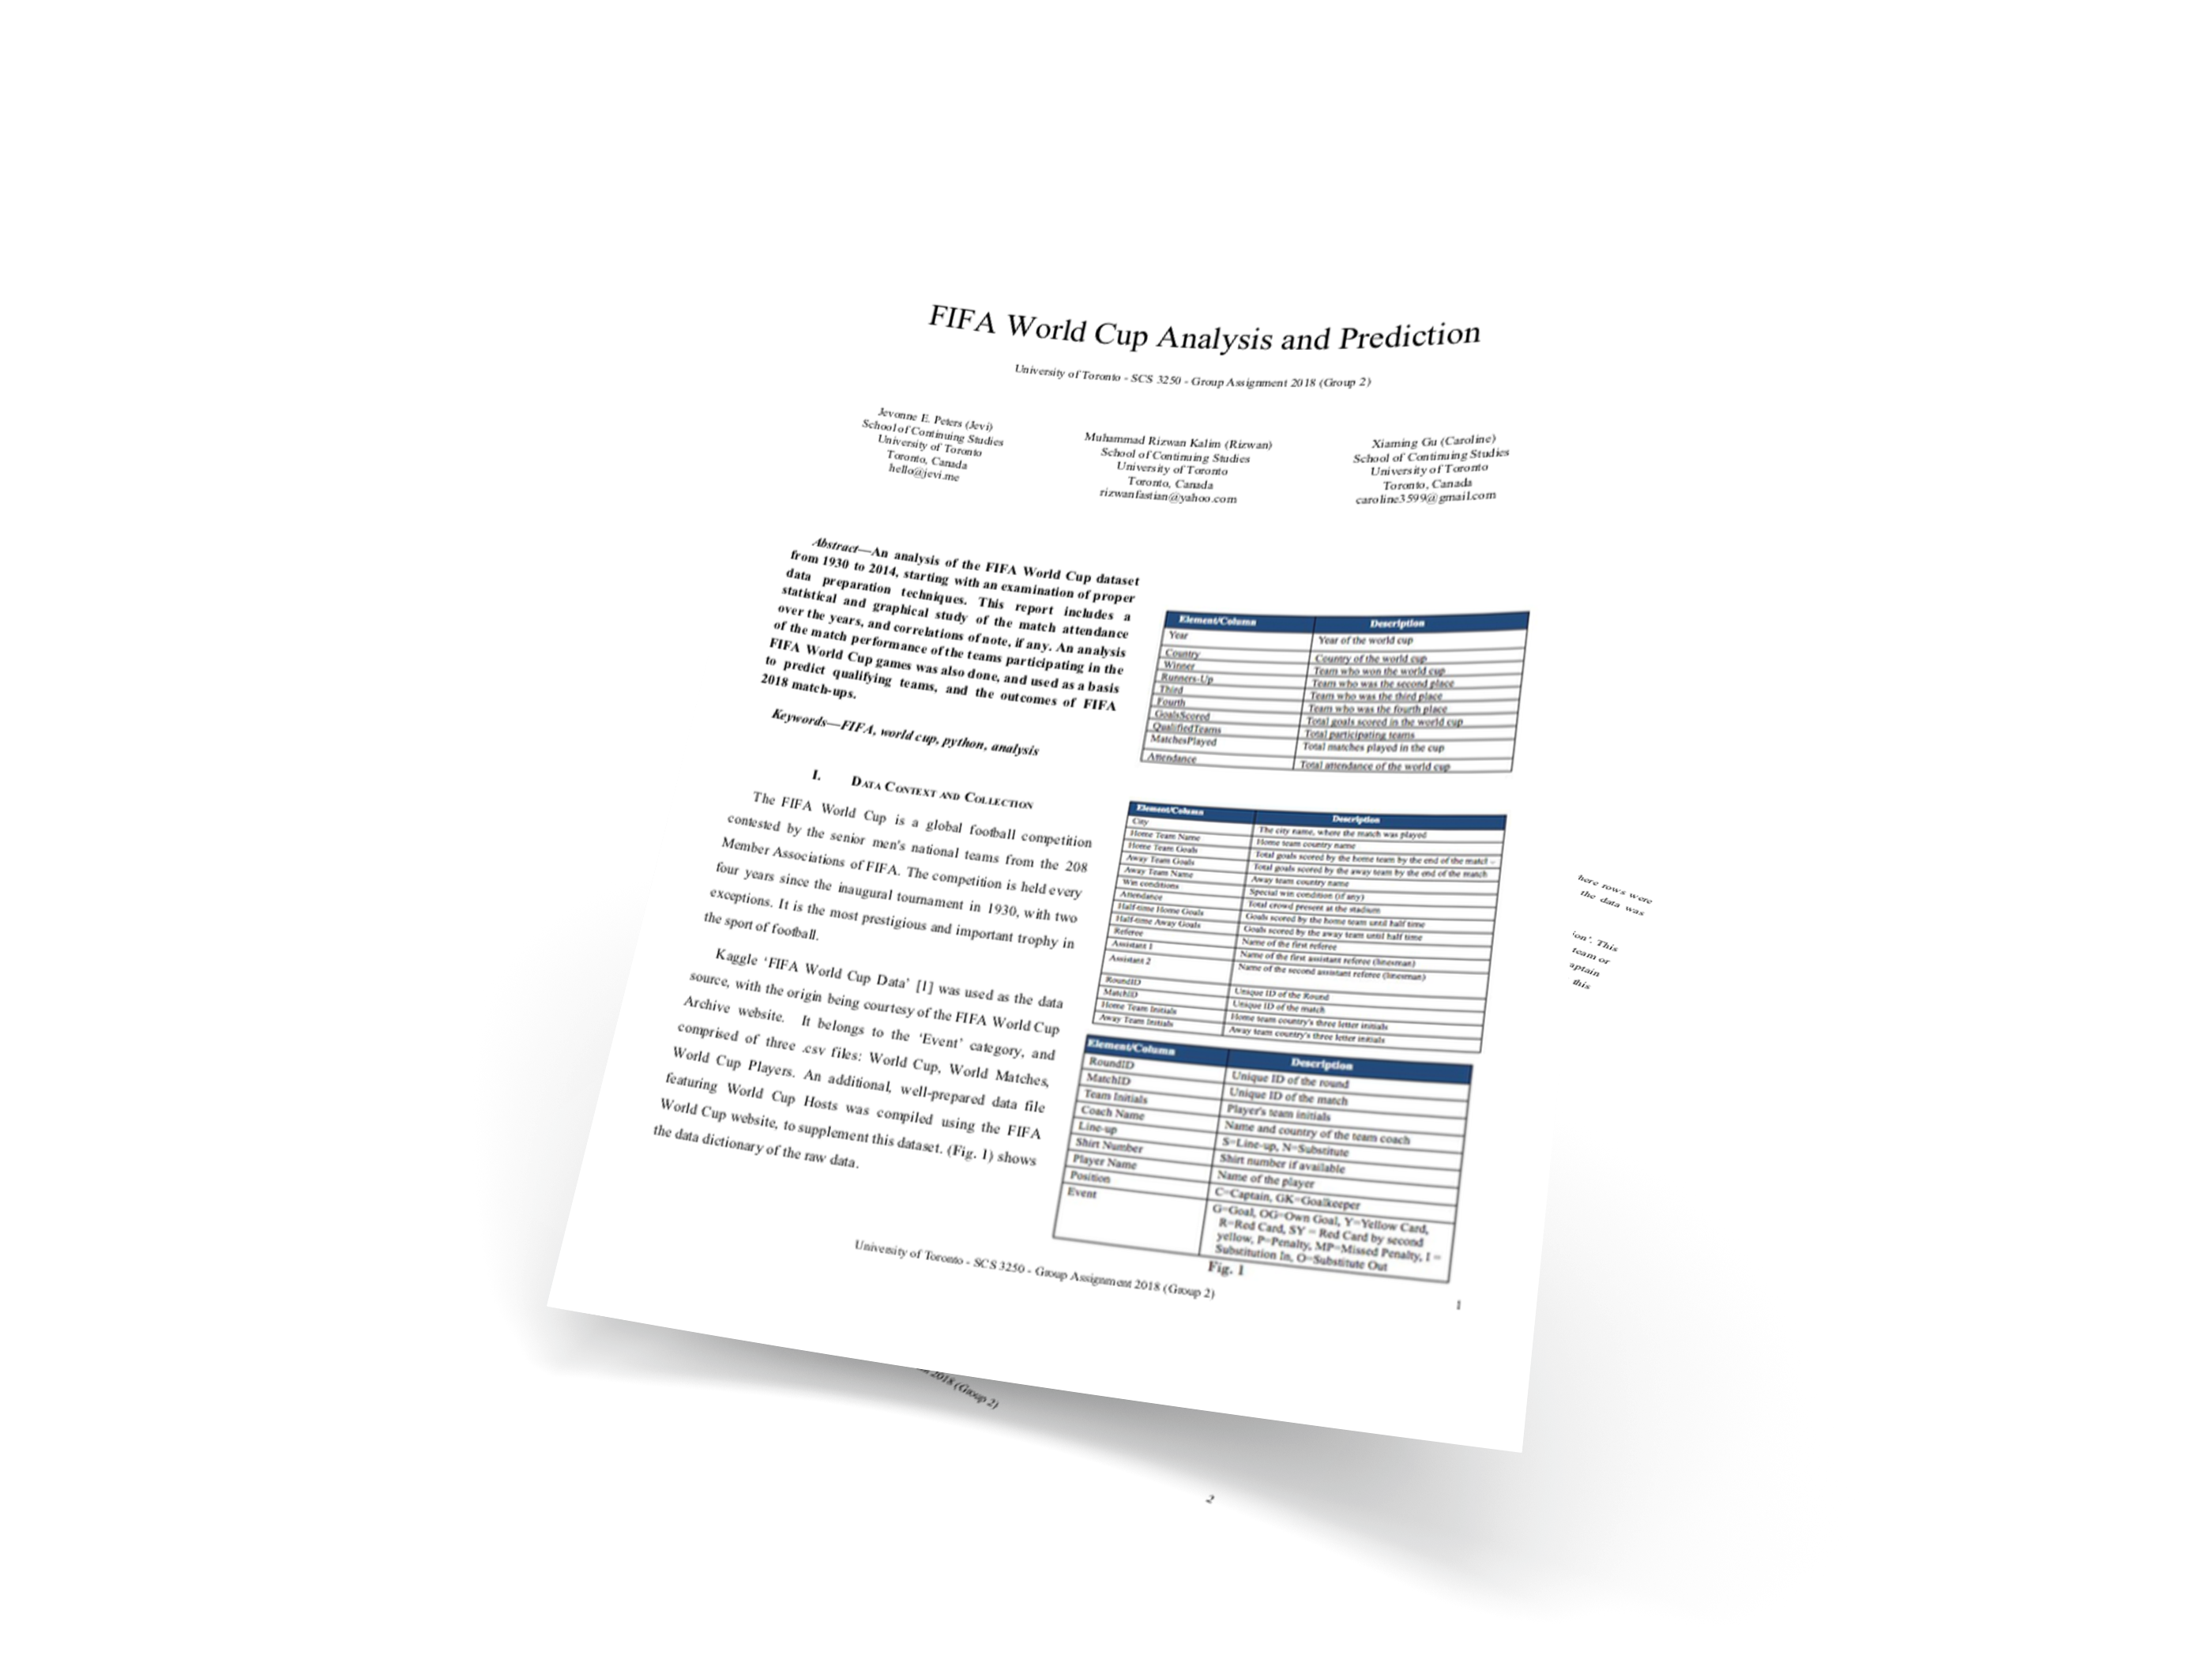 FIFA World Cup Analysis and Prediction
University of Toronto - SCS 3250 - Group Assignment 2018 (Group 2)
Jevonne E. Peters (Jevi)
School of Continuing Studies
University of Toronto
Toronto, Canada
hello@jevi.me
Muhammad Rizwan Kalim (Rizwan)
School of Continuing Studies
University of Toronto
Toronto, Canada
rizwanfastian@yahoo.com
Xiaming Gu (Caroline)
School of Continuing Studies
University of Toronto
Toronto, Canada
caroline3599@gmail.com
Abstract—An analysis of the FIFA World Cup dataset
from 1930 to 2014, starting with an examination of proper
data preparation techniques. This report includes a
statistical and graphical study of the match attendance
over the years, and correlations of note, if any. An analysis
of the match performance of the teams participating in the
FIFA World Cup games was also done, and used as a basis
to predict qualifying teams, and the outcomes of FIFA
2018 match-ups.
Keywords—FIFA, world cup, python, analysis
I. DATA CONTEXT AND COLLECTION
The FIFA World Cup is a global football competition
contested by the senior men's national teams from the 208
Member Associations of FIFA. The competition is held every
four years since the inaugural tournament in 1930, with two
exceptions. It is the most prestigious and important trophy in
the sport of football.
Kaggle ‘FIFA World Cup Data’ [1] was used as the data
source, with the origin being courtesy of the FIFA World Cup
Archive website. It belongs to the ‘Event’ category, and
comprised of three .csv files: World Cup, World Matches,
World Cup Players. An additional, well-prepared data file
featuring World Cup Hosts was compiled using the FIFA
World Cup website, to supplement this dataset. (Fig. 1) shows
the data dictionary of the raw data.
Element/Column Description
Year Year of the world cup
Country Country of the world cup
Winner Team who won the world cup
Runners-Up Team who was the second place
Third Team who was the third place
Fourth Team who was the fourth place
GoalsScored Total goals scored in the world cup
QualifiedTeams Total participating teams
MatchesPlayed Total matches played in the cup
Attendance Total attendance of the world cup
Element/Column Description
City The city name, where the match was played
Home Team Name Home team country name
Home Team Goals Total goals scored by the home team by the end of the match -
Away Team Goals Total goals scored by the away team by the end of the match
Away Team Name Away team country name
Win conditions Special win condition (if any)
Attendance Total crowd present at the stadium
Half-time Home Goals Goals scored by the home team until half time
Half-time Away Goals Goals scored by the away team until half time
Referee Name of the first referee
Assistant 1 Name of the first assistant referee (linesman)
Assistant 2 Name of the second assistant referee (linesman)
RoundID Unique ID of the Round
MatchID Unique ID of the match
Home Team Initials Home team country's three letter initials
Away Team Initials Away team country's three letter initials
Element/Column Description
RoundID Unique ID of the round
MatchID Unique ID of the match
Team Initials Player's team initials
Coach Name Name and country of the team coach
Line-up S=Line-up, N=Substitute
Shirt Number Shirt number if available
Player Name Name of the player
Position C=Captain, GK=Goalkeeper
Event G=Goal, OG=Own Goal, Y=Yellow Card,
R=Red Card, SY = Red Card by second
yellow, P=Penalty, MP=Missed Penalty, I =
Substitution In, O=Substitute Out
Fig. 1
University of Toronto - SCS 3250 - Group Assignment 2018 (Group 2)
1
here rows were
the data was
ion'. This
team or
aptain
this
2018 (Group 2)
2